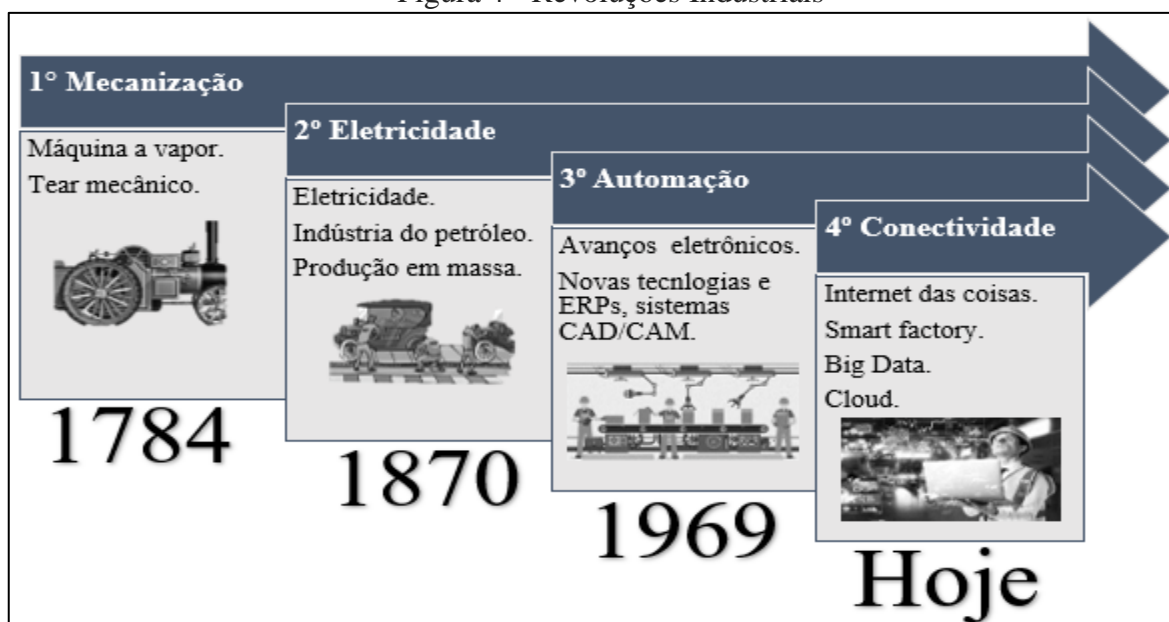 Figura 4 - Revoluções Industriais
1° Mecanização
Máquina a vapor.
Tear mecânico.
1784
2º Eletricidade
Eletricidade.
Indústria do petróleo.
Produção em massa.
1870
3º Automação
Avanços eletrônicos.
Novas tecnlogias e
ERPs, sistemas
CAD/CAM.
1969
4º Conectividade
Internet das coisas.
Smart factory.
Big Data.
Cloud.
Hoje